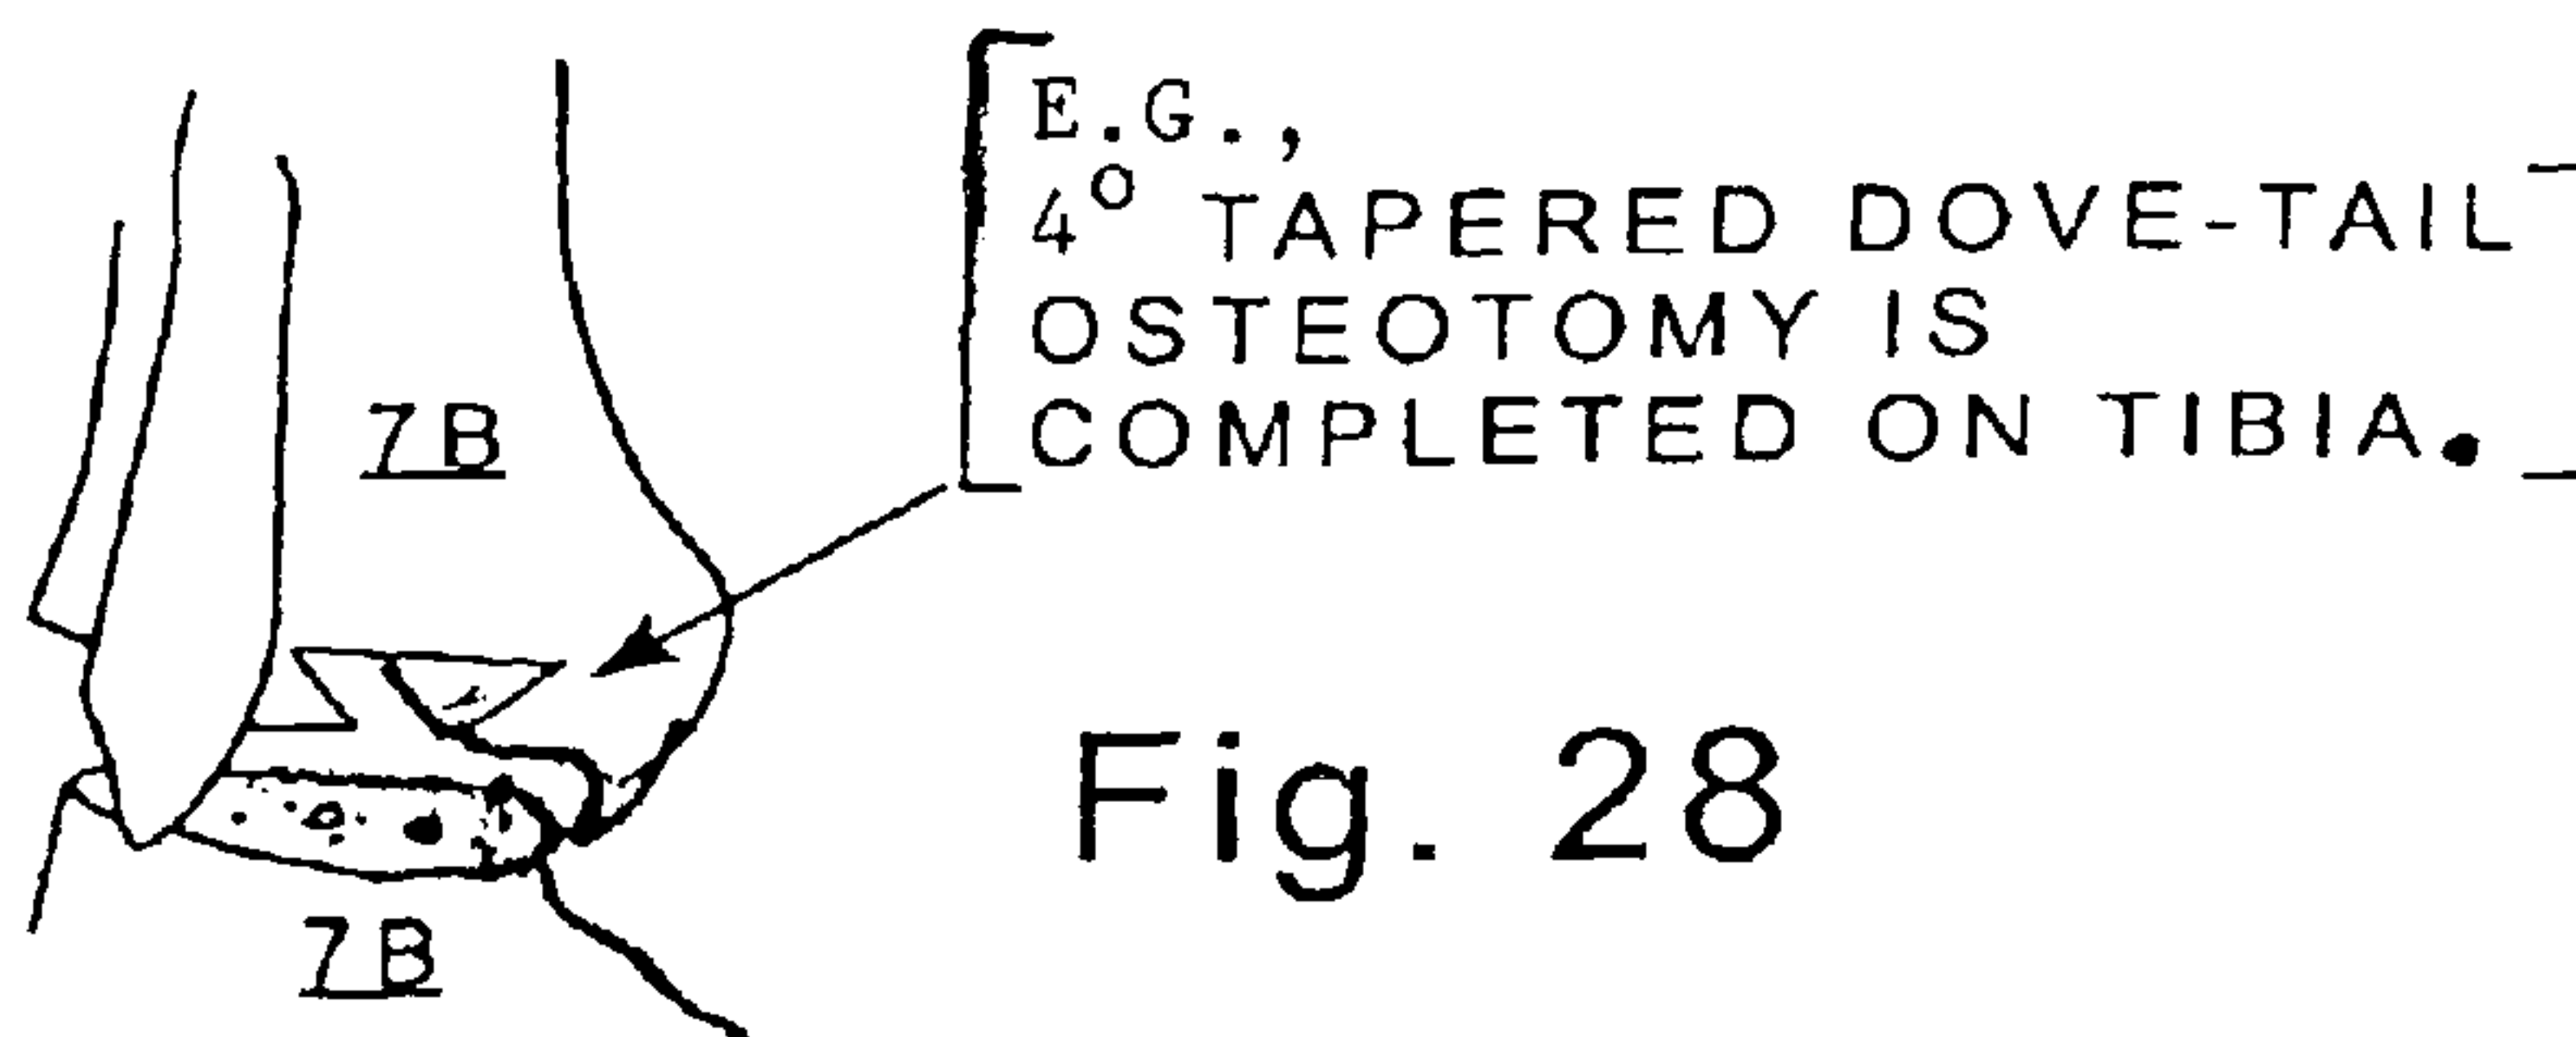 E.G.,
4° TAPERED DOVE-TAIL
OSTEOTOMY IS
COMPLETED ON TIBIA.
7B
Fig. 28
7B